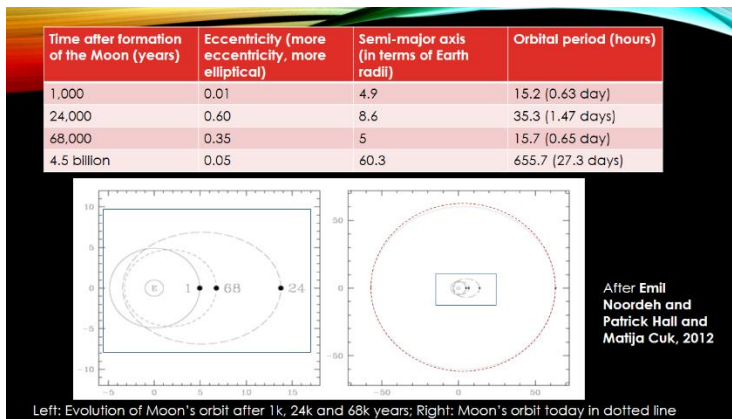 Time after formation of the Moon (years)
Eccentricity (more eccentricity, more elliptical)
Semi-major axis (in terms of Earth radii)
Orbital period (hours)
1,000 0.01 4.9 15.2 (0.63 day)
24,000 0.60 8.6 35.3 (1.47 days)
68,000 0.35 5 15.7 (0.65 day)
4.5 billion 0.05 60.3 655.7 (27.3 days)
10
5
0
−5
−10
−5 0 5 10 15
E 1 68 24
50
0
−50
−50 0 50
After Emil
Noordeh and
Patrick Hall and
Matija Cuk, 2012
Left: Evolution of Moon's orbit after 1k, 24k and 68k years; Right: Moon's orbit today in dotted line